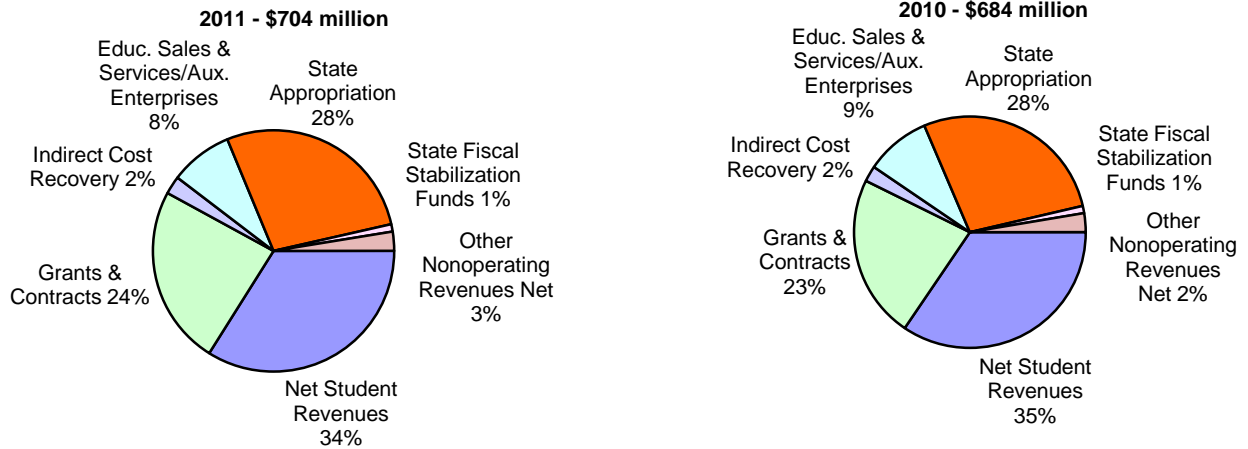 2011 - $704 million
Educ. Sales &
Services/Aux.
Enterprises
8%
State
Appropriation
28%
Indirect Cost
Recovery 2%
State Fiscal
Stabilization
Funds 1%
Grants &
Contracts 24%
Other
Nonoperating
Revenues Net
3%
Net Student
Revenues
34%
2010 - $684 million
Educ. Sales &
Services/Aux.
Enterprises
9%
State
Appropriation
28%
Indirect Cost
Recovery 2%
State Fiscal
Stabilization
Funds 1%
Grants &
Contracts
23%
Other
Nonoperating
Revenues
Net 2%
Net Student
Revenues
35%